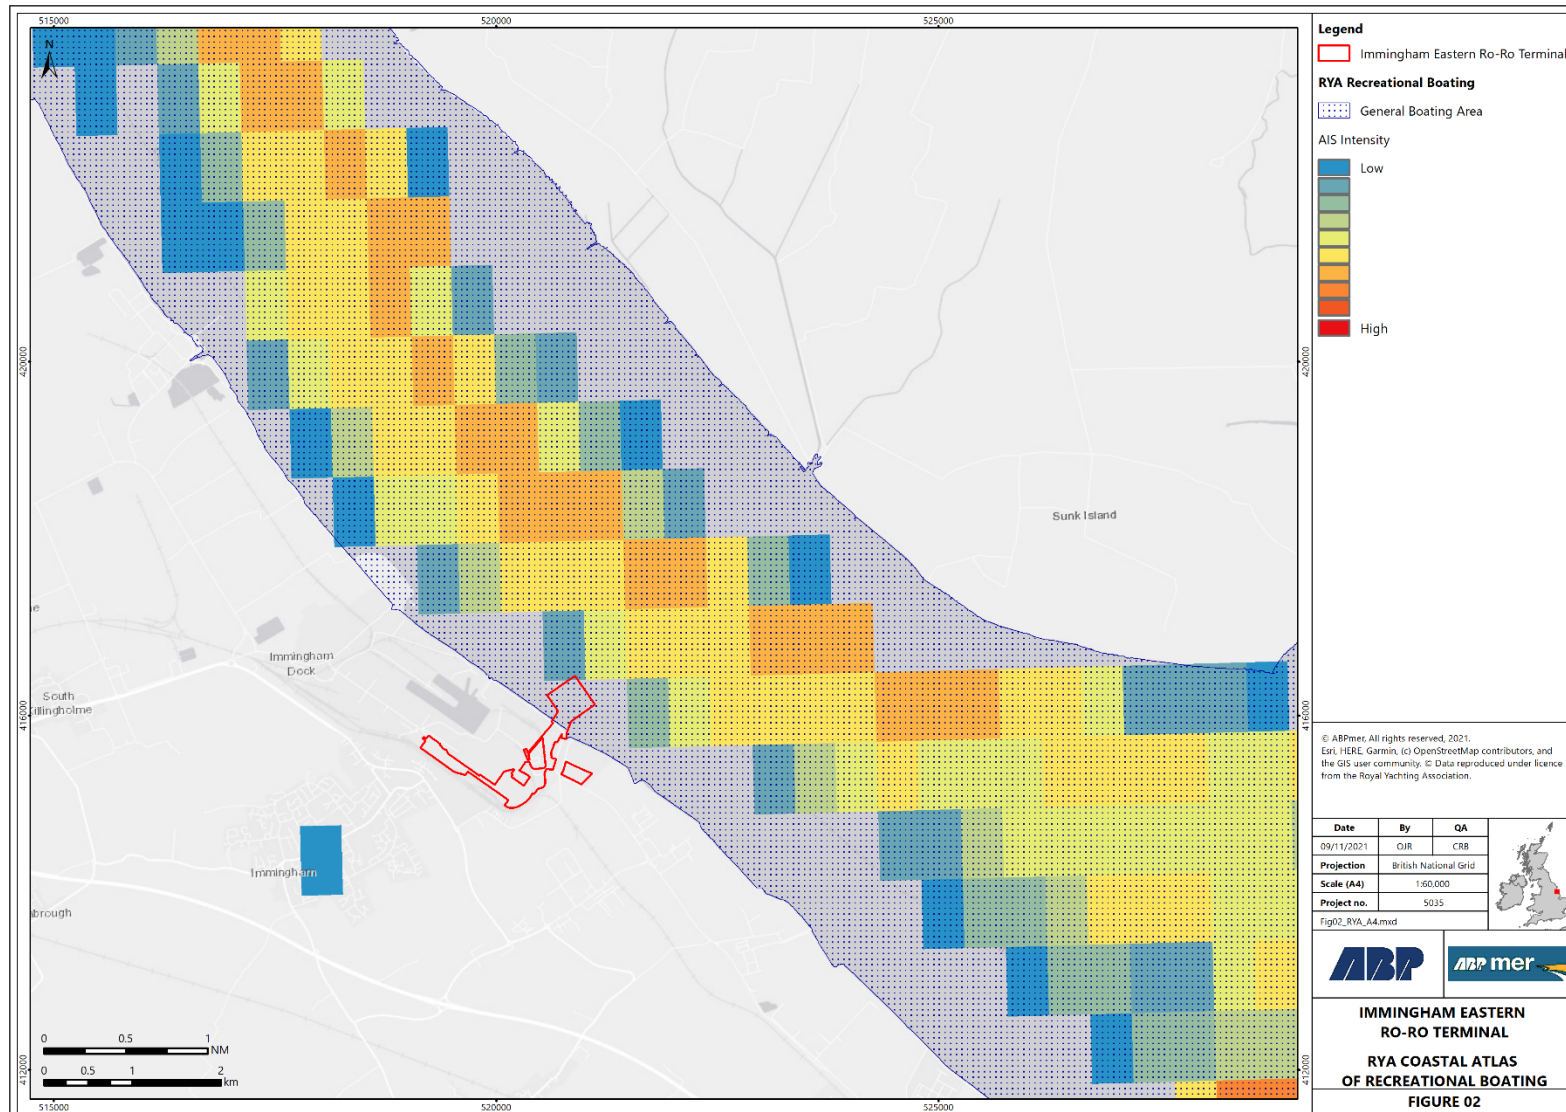 515000
520000
525000
N
420000
416000
412000
420000
416000
412000
Sunk Island
Immingham
Dock
South
Killingholme
Immingham
0
0.5
1
NM
0
0.5
1
2
km
515000
520000
525000
Legend
Immingham Eastern Ro-Ro Terminal
RYA Recreational Boating
General Boating Area
AIS Intensity
Low
High
© ABPmer, All rights reserved, 2021.
Esri, HERE, Garmin, (c) OpenStreetMap contributors, and
the GIS user community. © Data reproduced under licence
from the Royal Yachting Association.
Date By QA
09/11/2021 OJR CRB
Projection British National Grid
Scale (A4) 1:60,000
Project no. 5035
Fig02_RYA_A4.mxd
ABP
ABP mer
IMMINGHAM EASTERN
RO-RO TERMINAL
RYA COASTAL ATLAS
OF RECREATIONAL BOATING
FIGURE 02